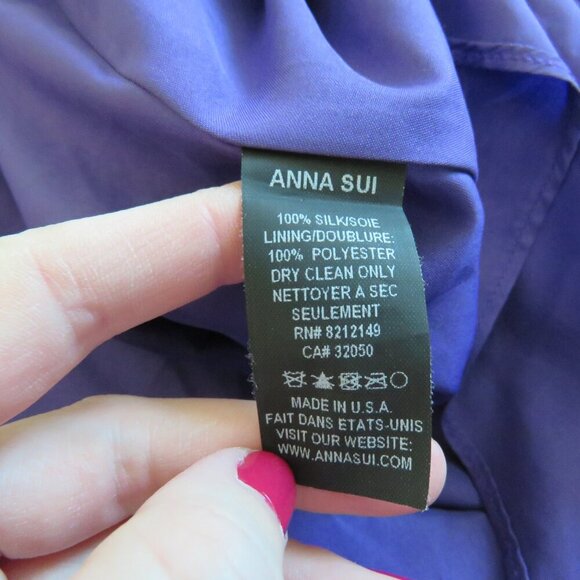 ANNA SUI
100% SILK/SOIE
LINING/DOUBLURE:
100% POLYESTER
DRY CLEAN ONLY
NETTOYER A SEC
SEULEMENT
RN# 8212149
CA# 32050
MADE IN U.S.A.
FAIT DANS ETATS-UNIS
VISIT OUR WEBSITE:
WWW.ANNASUI.COM